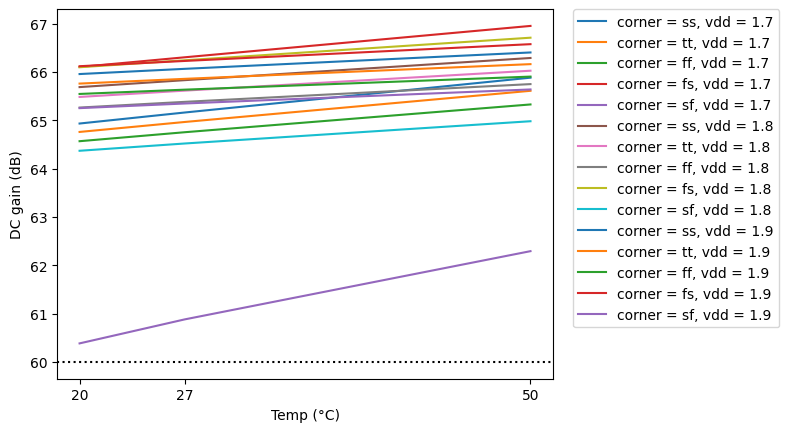 67
66
65
64
63
62
61
60
DC gain (dB)
20
27
50
Temp (°C)
corner = ss, vdd = 1.7
corner = tt, vdd = 1.7
corner = ff, vdd = 1.7
corner = fs, vdd = 1.7
corner = sf, vdd = 1.7
corner = ss, vdd = 1.8
corner = tt, vdd = 1.8
corner = ff, vdd = 1.8
corner = fs, vdd = 1.8
corner = sf, vdd = 1.8
corner = ss, vdd = 1.9
corner = tt, vdd = 1.9
corner = ff, vdd = 1.9
corner = fs, vdd = 1.9
corner = sf, vdd = 1.9